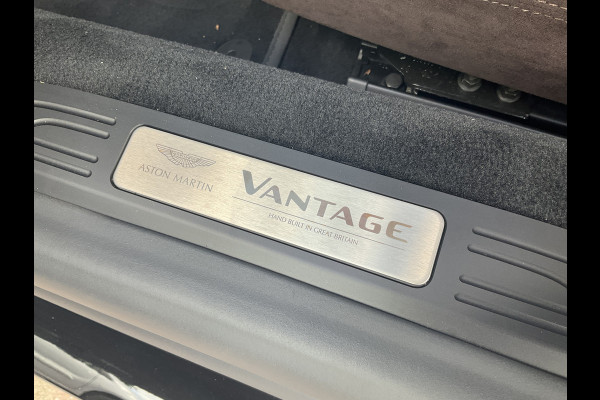 ASTON MARTIN
VANTAGE
HAND BUILT IN GREAT BRITAIN